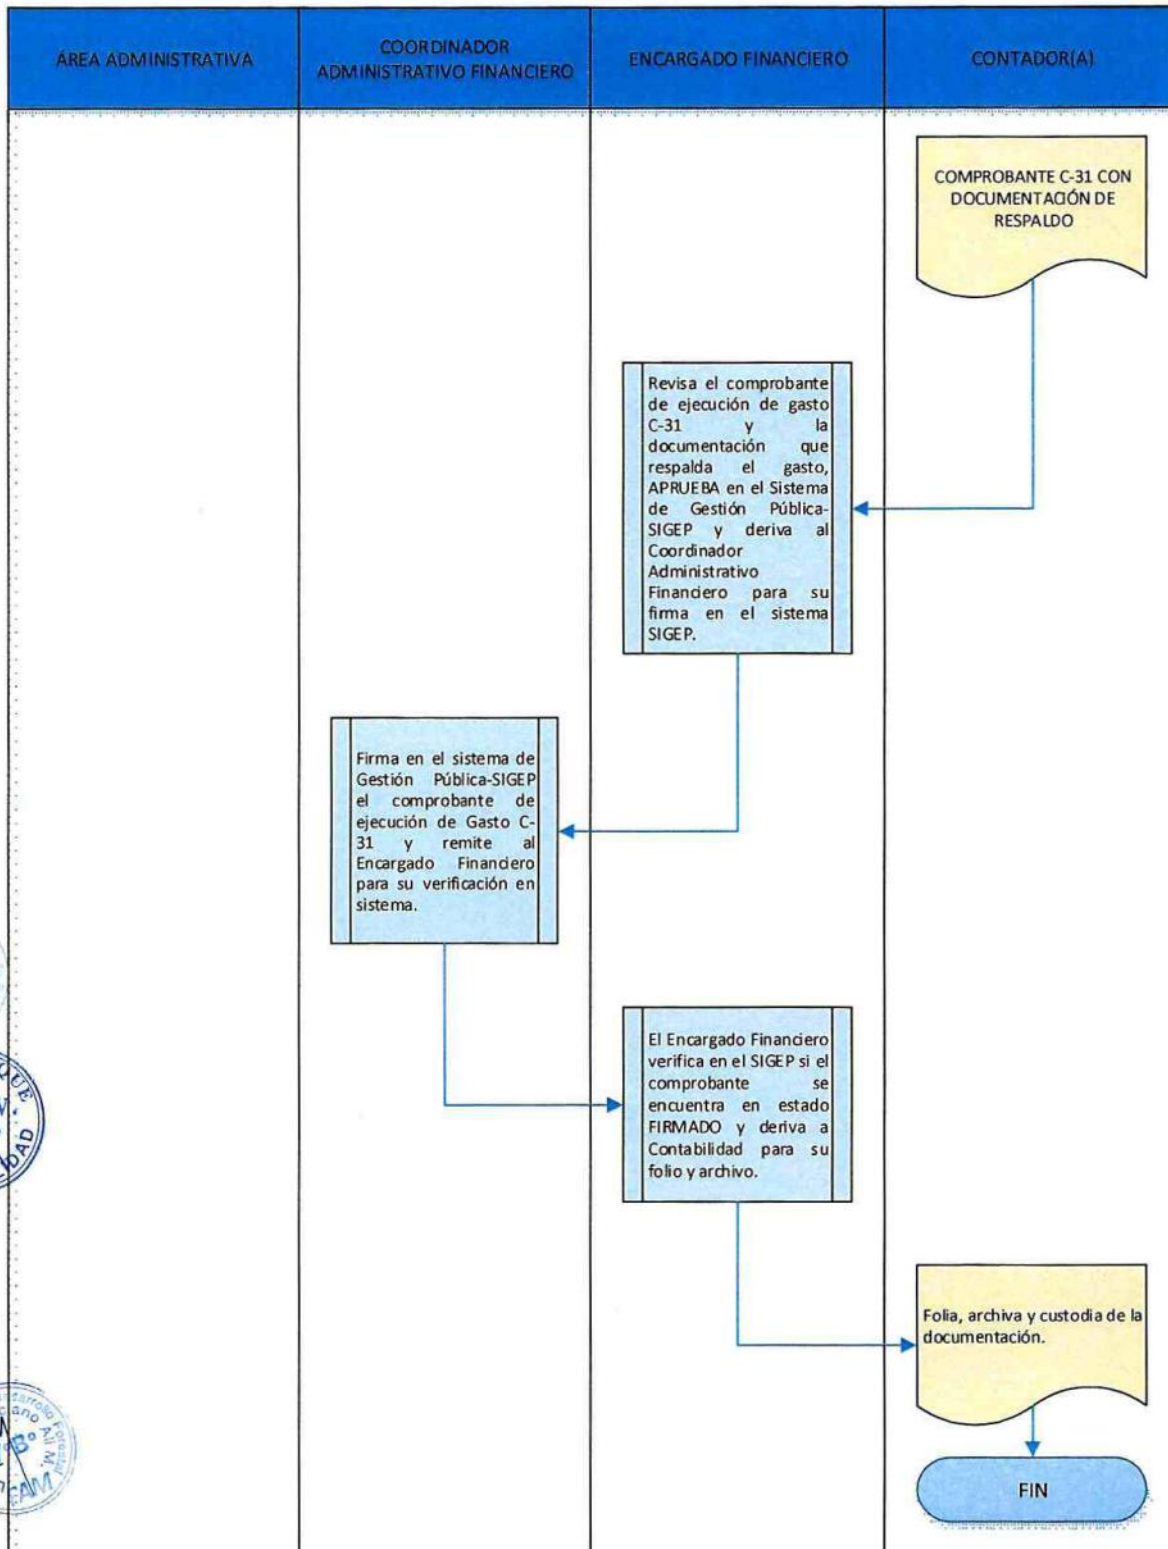 ÁREA ADMINISTRATIVA
COORDINADOR
ADMINISTRATIVO FINANCIERO
ENCARGADO FINANCIERO
CONTADOR(A)
COMPROBANTE C-31 CON
DOCUMENTACIÓN DE
RESPALDO
Revisa el comprobante
de ejecución de gasto
C-31 y la
documentación que
respalda el gasto,
APRUEBA en el Sistema
de Gestión Pública-
SIGEP y deriva al
Coordinador
Administrativo
Financiero para su
firma en el sistema
SIGEP.
Firma en el sistema de
Gestión Pública-SIGEP
el comprobante de
ejecución de Gasto C-
31 y remite al
Encargado Financiero
para su verificación en
sistema.
El Encargado Financiero
verifica en el SIGEP si el
comprobante se
encuentra en estado
FIRMADO y deriva a
Contabilidad para su
folio y archivo.
Folia, archiva y custodia de la
documentación.
FIN